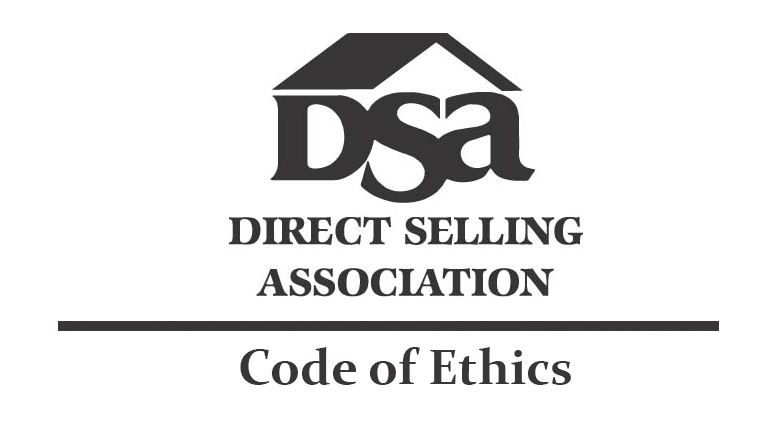 Dsa
DIRECT SELLING
ASSOCIATION
Code of Ethics